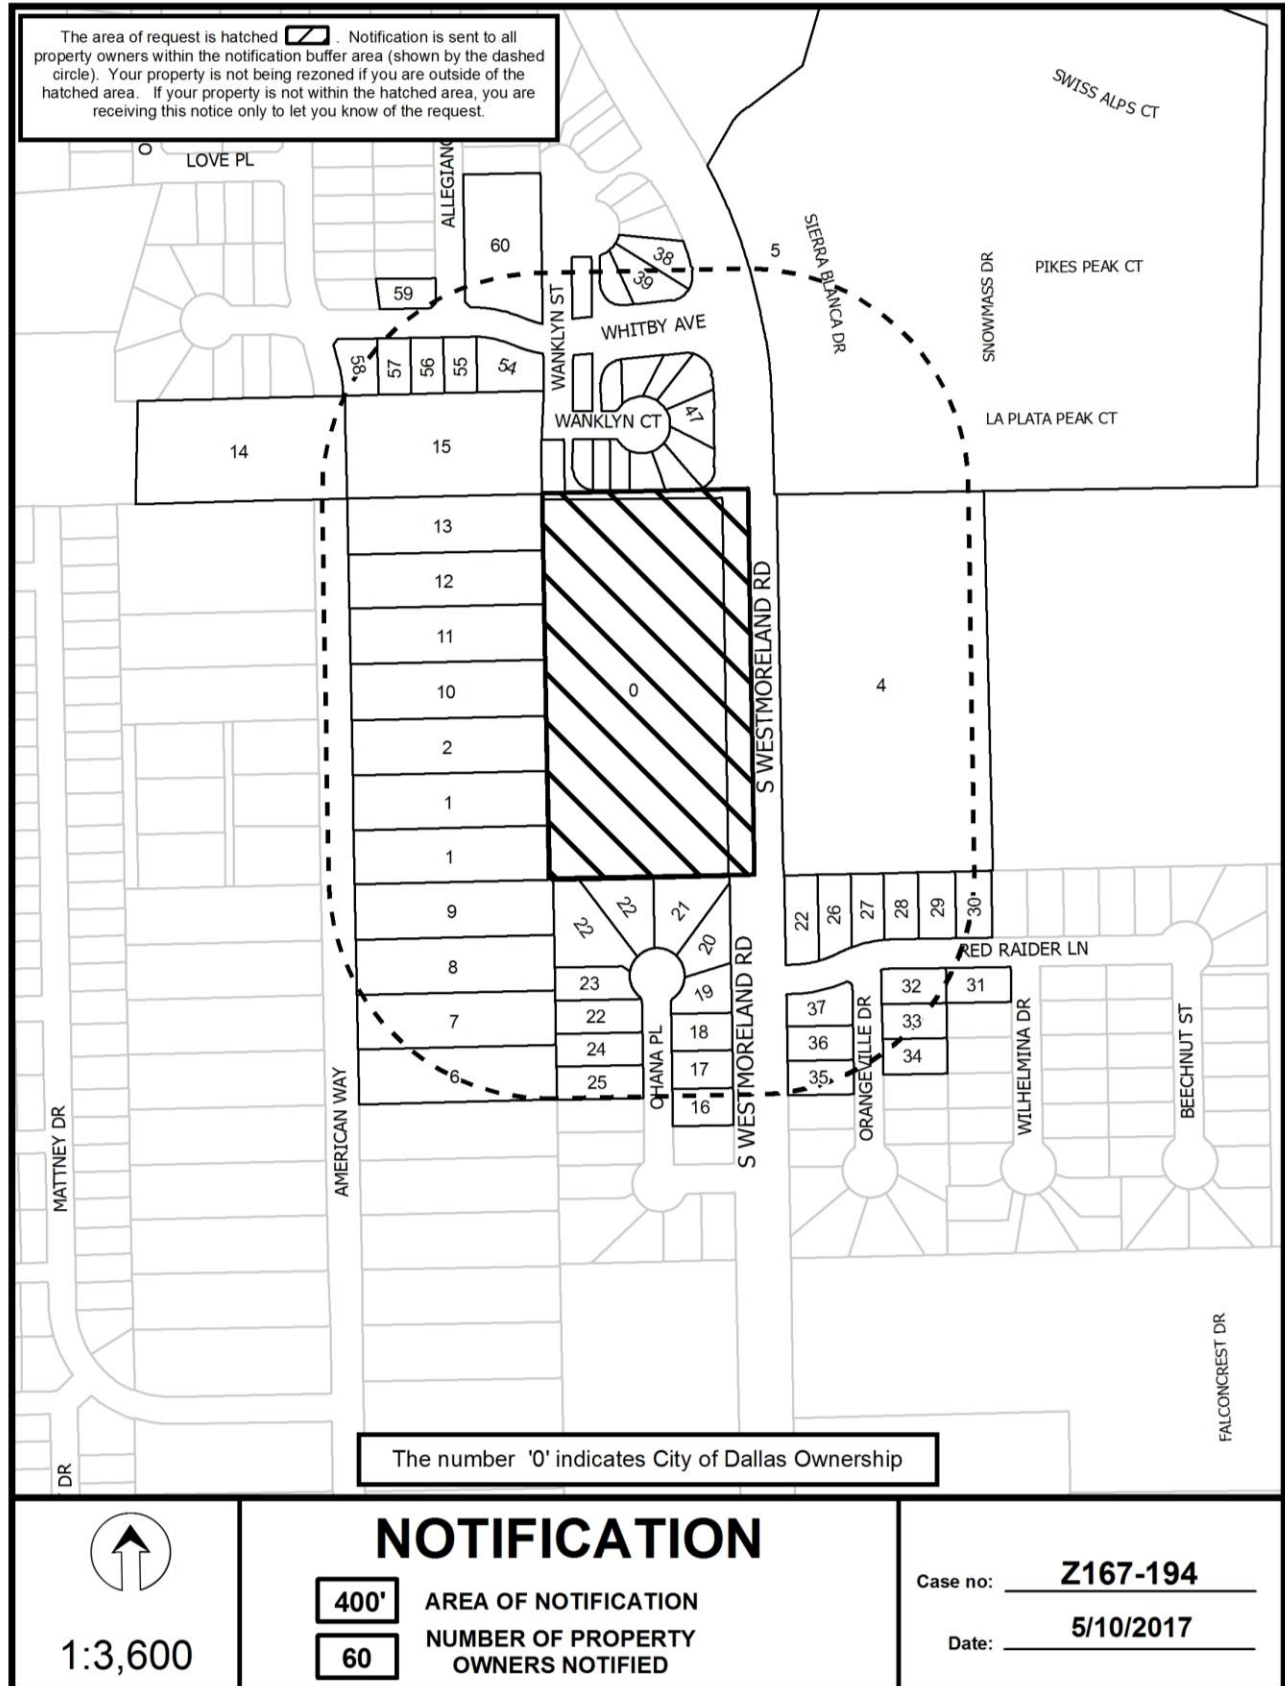 The area of request is hatched . Notification is sent to all
property owners within the notification buffer area (shown by the dashed
circle). Your property is not being rezoned if you are outside of the
hatched area. If your property is not within the hatched area, you are
receiving this notice only to let you know of the request.
SWISS ALPS CT
O
LOVE PL
ALLEGIANC
60
38
39
5
SIERRA BLANCA DR
SNOWMASS DR
PIKES PEAK CT
59
WANKLYN ST
WHITBY AVE
58
57
56
55
54
WANKLYN CT
47
LA PLATA PEAK CT
14
15
13
12
11
10
2
1
1
0
S WESTMORELAND RD
4
9
8
7
6
22
22
21
20
19
23
22
24
25
18
17
16
OHANA PL
S WESTMORELAND RD
22
26
27
28
29
30
RED RAIDER LN
37
36
35
32
31
33
34
ORANGEVILLE DR
WILHELMINA DR
BEECHNUT ST
MATTNEY DR
AMERICAN WAY
FALCONCREST DR
DR
The number '0' indicates City of Dallas Ownership
1:3,600
NOTIFICATION
400' AREA OF NOTIFICATION
60 NUMBER OF PROPERTY
OWNERS NOTIFIED
Case no: Z167-194
Date: 5/10/2017